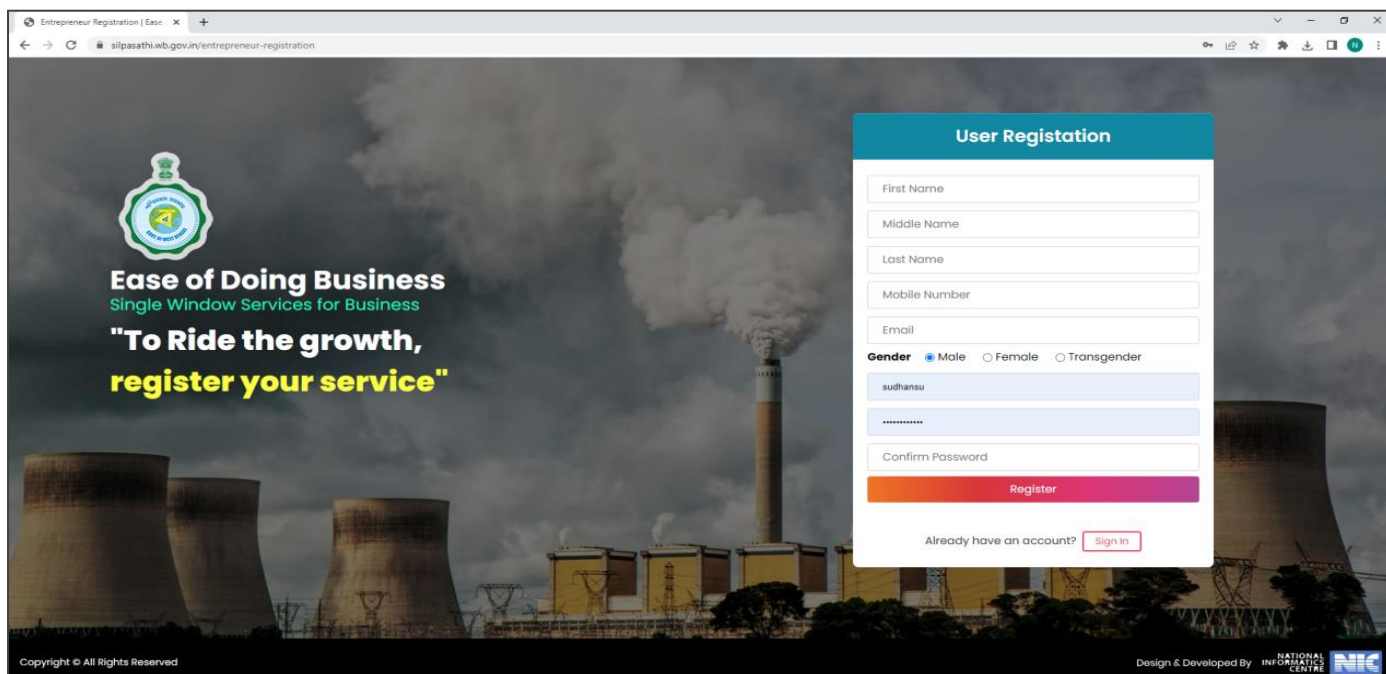 Entrepreneur Registration | Ease
silpasathi.wb.gov.in/entrepreneur-registration
N
Ease of Doing Business
Single Window Services for Business
"To Ride the growth,
register your service"
User Registation
First Name
Middle Name
Last Name
Mobile Number
Email
Gender Male Female Transgender
sudhansu
••••••••••••
Confirm Password
Register
Already have an account? Sign In
Copyright © All Rights Reserved
Design & Developed By NATIONAL INFORMATICS CENTRE NIC